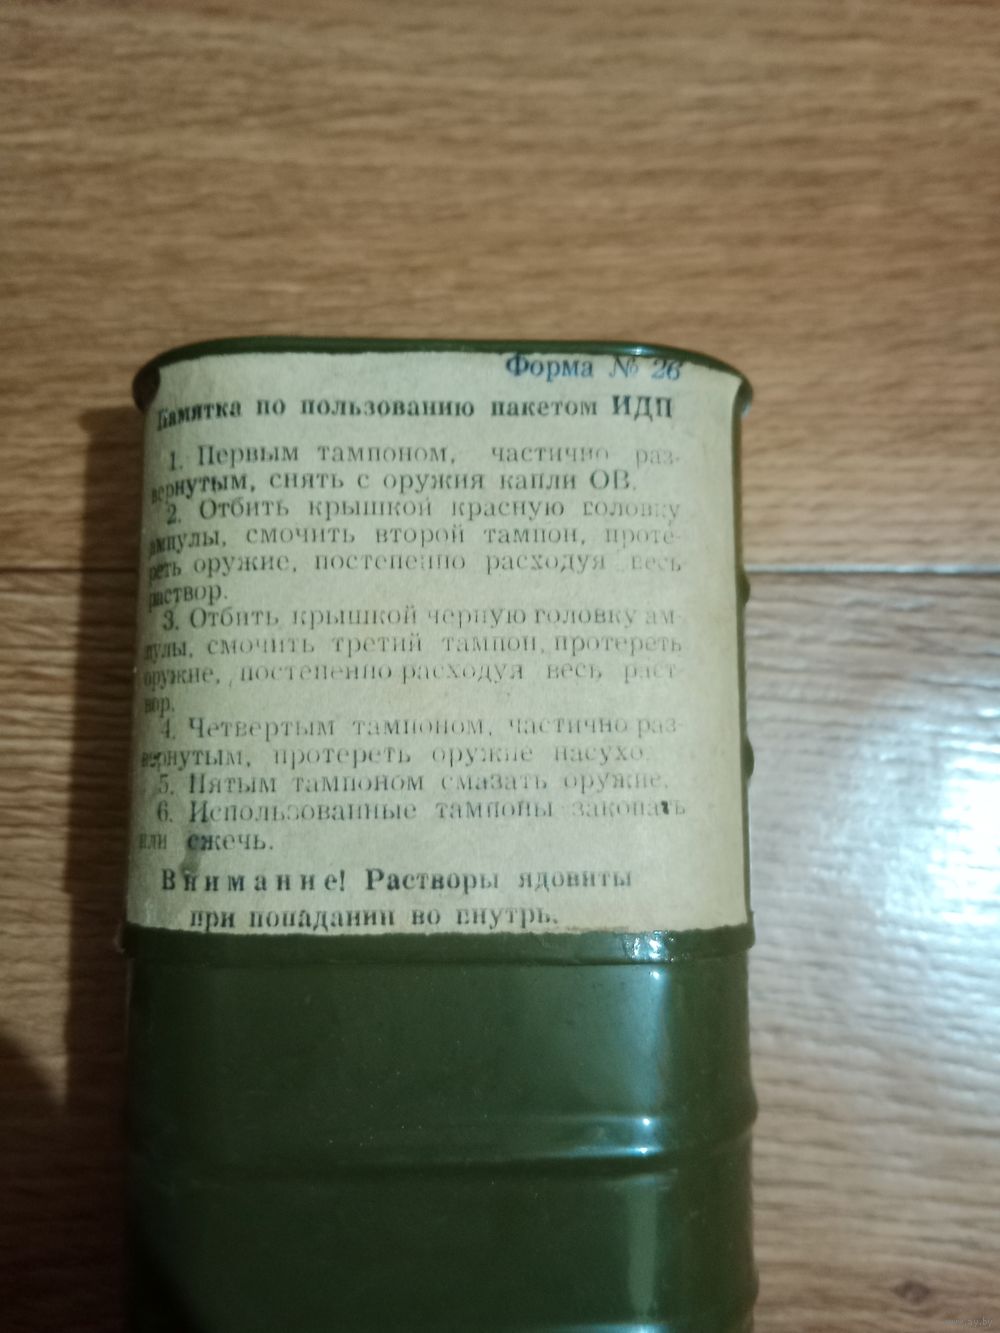 Форма № 26
Памятка по пользованию пакетом ИДП
1. Первым тампоном, частично раз-
вернутым, снять с оружия капли ОВ.
2. Отбить крышкой красную головку
ампулы, смочить второй тампон, проте-
реть оружие, постепенно расходуя весь
раствор.
3. Отбить крышкой черную головку ам-
пулы, смочить третий тампон, протереть
оружие, постепенно расходуя весь раст-
вор.
4. Четвертым тампоном, частично раз-
вернутым, протереть оружие насухо.
5. Пятым тампоном смазать оружие.
6. Использованные тампоны закопать
или сжечь.
Внимание! Растворы ядовиты
при попадании во внутрь.
www.ay.by